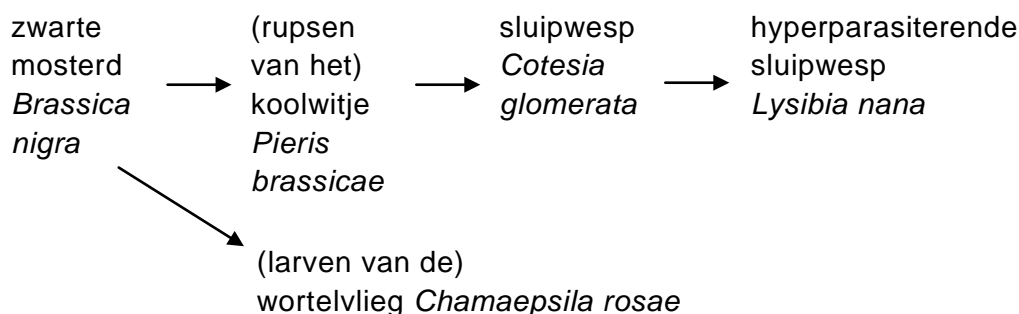 zwarte
mosterd
Brassica
nigra
(rupsen
van het)
koolwitje
Pieris
brassicae
sluipwesp
Cotesia
glomerata
hyperparasiterende
sluipwesp
Lysibia nana
(larven van de)
wortelvlieg Chamaepsila rosae